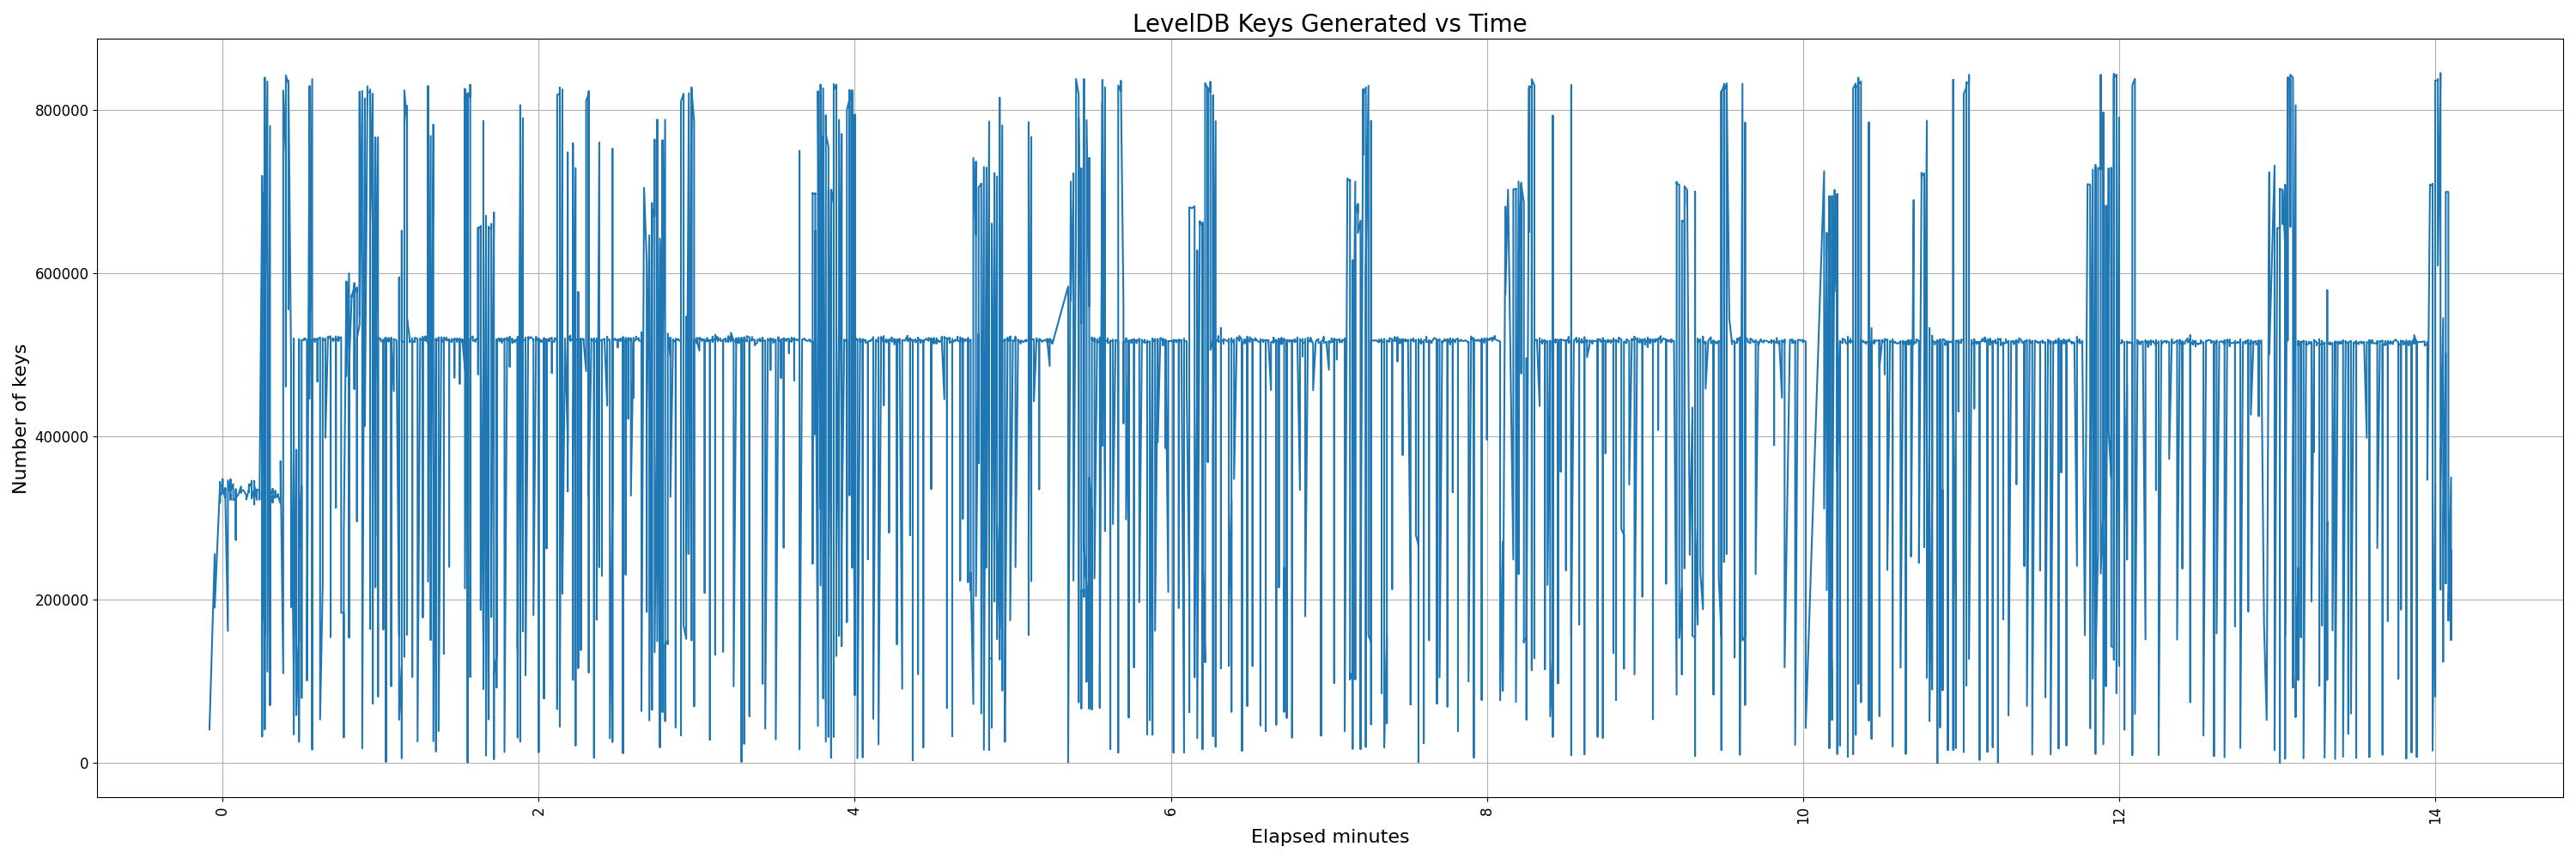 LevelDB Keys Generated vs Time
Number of keys
800000
600000
400000
200000
0
0 2 4 6 8 10 12 14
Elapsed minutes